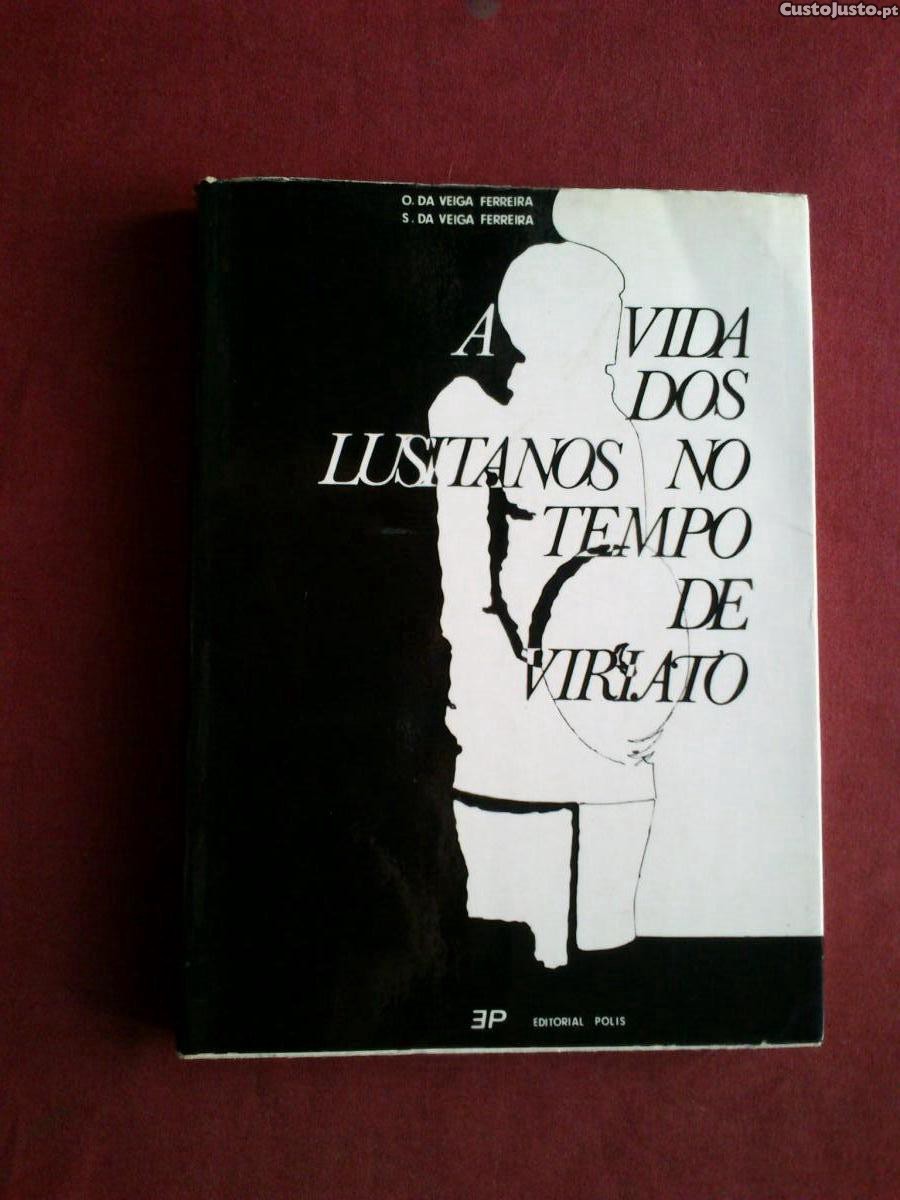 CustoJusto.pt
O. DA VEIGA FERREIRA
S. DA VEIGA FERREIRA
A VIDA
DOS
LUSITANOS NO
TEMPO
DE
VIRIATO
EP EDITORIAL POLIS